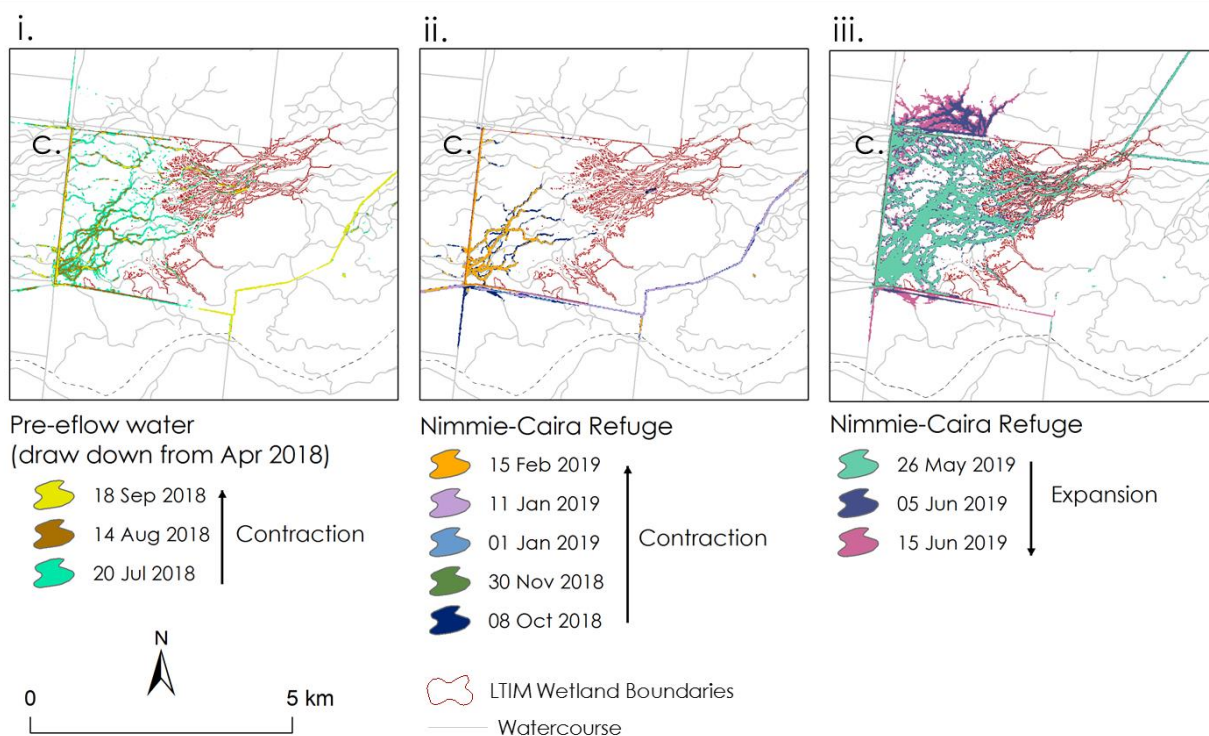 i.
ii.
iii.
c.
c.
c.
Pre-eflow water
(draw down from Apr 2018)
18 Sep 2018
14 Aug 2018
20 Jul 2018
Contraction
Nimmie-Caira Refuge
15 Feb 2019
11 Jan 2019
01 Jan 2019
30 Nov 2018
08 Oct 2018
Contraction
Nimmie-Caira Refuge
26 May 2019
05 Jun 2019
15 Jun 2019
Expansion
N
0 5 km
LTIM Wetland Boundaries
Watercourse